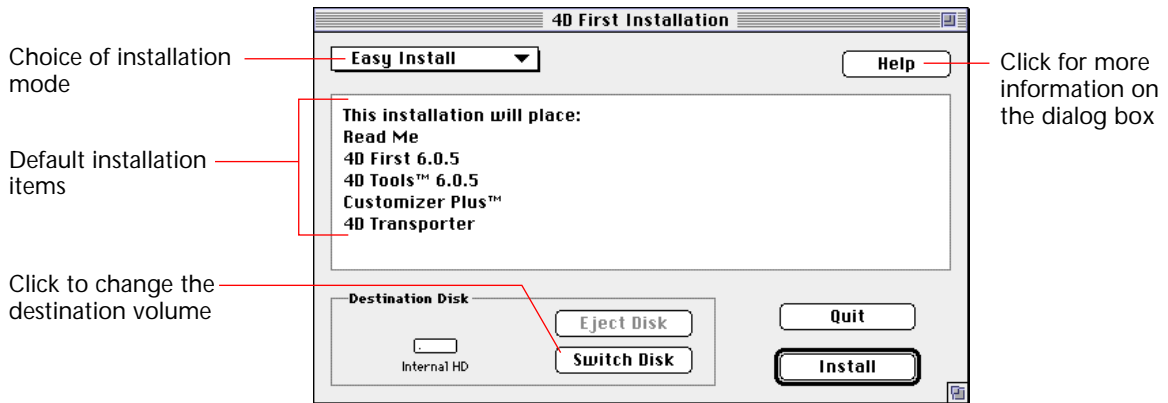 4D First Installation
Choice of installation
mode
Easy Install
Help
Click for more
information on
the dialog box
Default installation
items
This installation will place:
Read Me
4D First 6.0.5
4D Tools™ 6.0.5
Customizer Plus™
4D Transporter
Click to change the
destination volume
Destination Disk
Internal HD
Eject Disk
Switch Disk
Quit
Install